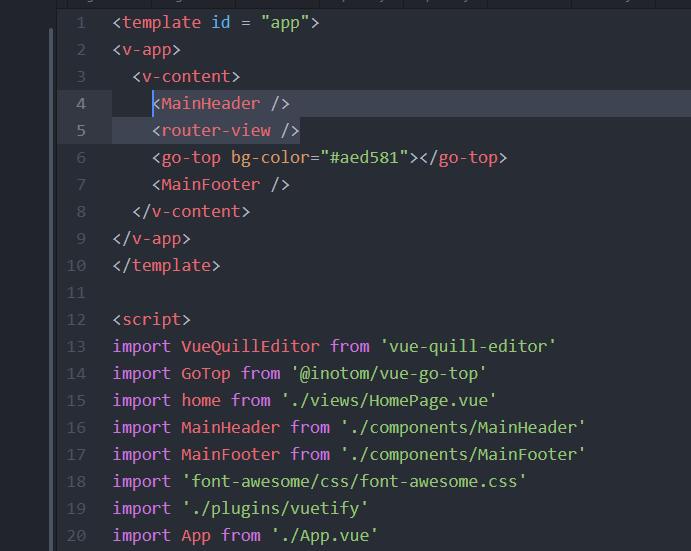 1 <template id = "app">
2 <v-app>
3   <v-content>
4     <MainHeader />
5     <router-view />
6     <go-top bg-color="#aed581"></go-top>
7     <MainFooter />
8   </v-content>
9 </v-app>
10 </template>
11
12 <script>
13 import VueQuillEditor from 'vue-quill-editor'
14 import GoTop from '@inotom/vue-go-top'
15 import home from './views/HomePage.vue'
16 import MainHeader from './components/MainHeader'
17 import MainFooter from './components/MainFooter'
18 import 'font-awesome/css/font-awesome.css'
19 import './plugins/vuetify'
20 import App from './App.vue'